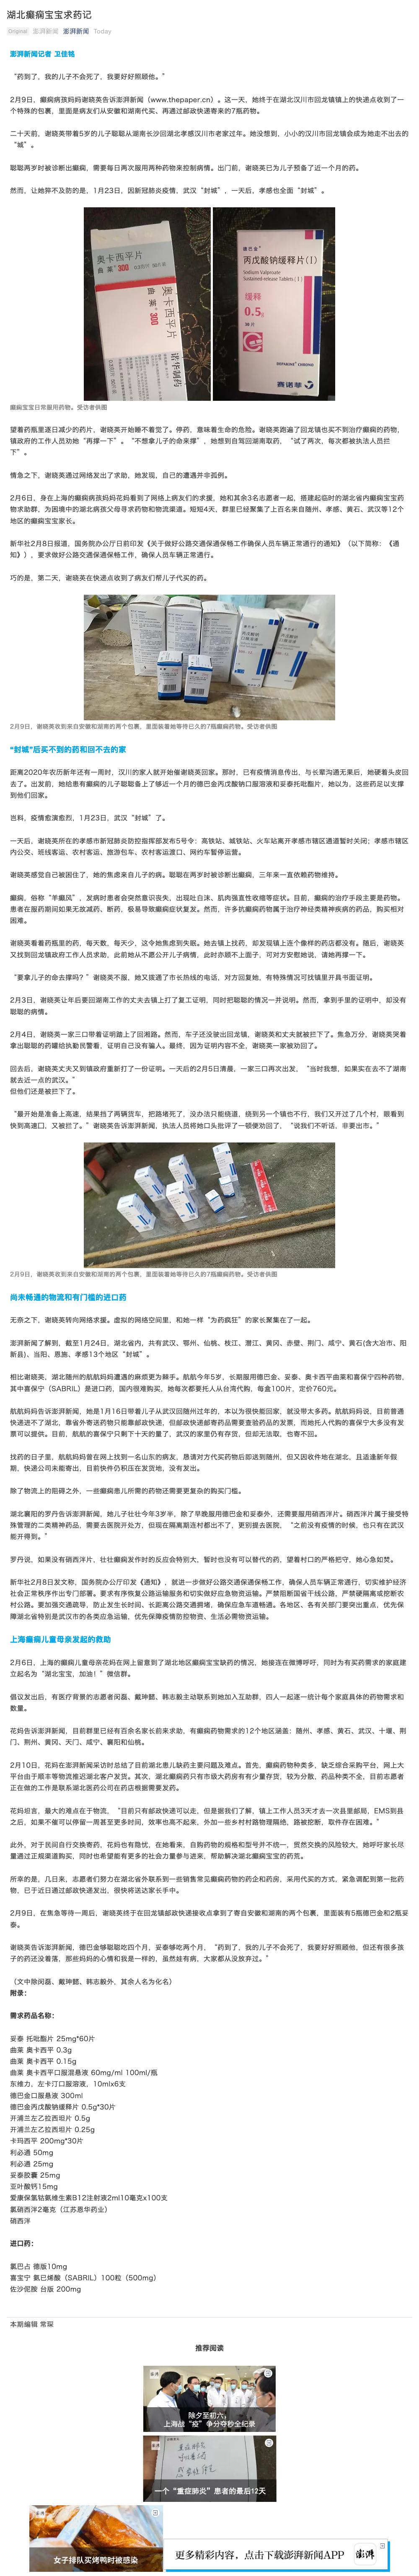 湖北癫痫宝宝求药记
Original 澎湃新闻 澎湃新闻 Today
澎湃新闻记者 卫佳铭
“药到了，我的儿子不会死了，我要好好照顾他。”
2月9日，癫痫病孩妈妈谢晓英告诉澎湃新闻（www.thepaper.cn）。这一天，她终于在湖北汉川市回龙镇镇上的快递点收到了一
个特殊的包裹，里面是病友们从安徽和湖南代买、再通过邮政快递寄来的7瓶药物。
二十天前，谢晓英带着5岁的儿子聪聪从湖南长沙回湖北孝感汉川市老家过年。她没想到，小小的汉川市回龙镇会成为她走不出去的
“城”。
聪聪两岁时被诊断出癫痫，需要每日两次服用两种药物来控制病情。出门前，谢晓英已为儿子预备了近一个月的药。
然而，让她猝不及防的是，1月23日，因新冠肺炎疫情，武汉“封城”，一天后，孝感也全面“封城”。
奥卡西平片
曲莱 300
奥卡西平片
曲莱 300
诺华制药
德巴金
丙戊酸钠缓释片(I)
Sustained-release Tablets (I)
缓释
0.5g
DEPAKINE CHRONO
赛诺菲
癫痫宝宝日常服用药物。受访者供图
望着药瓶里逐日减少的药片，谢晓英开始睡不着觉了。停药，意味着生命的危险。谢晓英跑遍了回龙镇也买不到治疗癫痫的药物，
镇政府的工作人员劝她“再撑一下”。“不想拿儿子的命来撑”，她想到自驾回湖南取药，“试了两次，每次都被执法人员拦
下”。
情急之下，谢晓英通过网络发出了求助，她发现，自己的遭遇并非孤例。
2月6日，身在上海的癫痫病孩妈妈花妈看到了网络上病友们的求援，她和其余3名志愿者一起，搭建起临时的湖北省内癫痫宝宝药
物求助群，为困境中的湖北病孩父母寻求药物和物流渠道。短短4天，群里已经聚集了上百名来自随州、孝感、黄石、武汉等12个
地区的癫痫宝宝家长。
新华社2月8日报道，国务院办公厅日前印发《关于做好公路交通保通保畅工作确保人员车辆正常通行的通知》（以下简称：《通
知》），要求做好公路交通保通保畅工作，确保人员车辆正常通行。
巧的是，第二天，谢晓英在快递点收到了病友们帮儿子代买的药。
2月9日，谢晓英收到来自安徽和湖南的两个包裹，里面装着她等待已久的7瓶癫痫药物。受访者供图
“封城”后买不到的药和回不去的家
距离2020年农历新年还有一周时，汉川的家人就开始催谢晓英回家。那时，已有疫情消息传出，与长辈沟通无果后，她硬着头皮回
去了。出发前，她给患有癫痫的儿子聪聪备上了够近一个月的德巴金丙戊酸钠口服溶液和妥泰托吡酯片，她以为，这些药足以支撑
到他们回家。
岂料，疫情愈演愈烈，1月23日，武汉“封城”了。
一天后，谢晓英所在的孝感市新冠肺炎防控指挥部发布5号令：高铁站、城铁站、火车站离开孝感市辖区通道暂时关闭；孝感市辖区
内公交、班线客运、农村客运、旅游包车、农村客运渡口、网约车暂停运营。
谢晓英感觉自己被困住了，她的焦虑来自儿子的病。聪聪在两岁时被诊断出癫痫，三年来一直依赖药物维持。
癫痫，俗称“羊癫风”，发病时患者会突然意识丧失，出现吐白沫、肌肉强直性收缩等症状。目前，癫痫的治疗手段主要是药物。
患者在服药期间如果无故减药、断药，极易导致癫痫症状复发。然而，许多抗癫痫药物属于治疗神经类精神疾病的药品，购买相对
困难。
谢晓英看着药瓶里的药，每天数，每天少，这令她焦虑到失眠。她去镇上找药，却发现镇上连个像样的药店都没有。随后，谢晓英
又找到回龙镇政府工作人员求助，此前她从不愿公开儿子病情，此时亦顾不上面子，可对方安慰她说，请她再撑一下。
“要拿儿子的命去撑吗？”谢晓英不服，她又拨通了市长热线的电话，对方回复她，有特殊情况可找镇里开具书面证明。
2月3日，谢晓英让年后要回湖南工作的丈夫去镇上打了复工证明，同时把聪聪的情况一并说明。然而，拿到手里的证明中，却没有
聪聪的病情。
2月4日，谢晓英一家三口带着证明踏上了回湘路。然而，车子还没驶出回龙镇，谢晓英和丈夫就被拦下了。焦急万分，谢晓英哭着
拿出聪聪的药罐给执勤民警看，证明自己没有骗人。最终，因为证明内容不全，谢晓英一家被劝回了。
回去后，谢晓英丈夫又到镇政府重新打了一份证明。一天后的2月5日清晨，一家三口再次出发，“当时我想，如果实在去不了湖南
就去近一点的武汉。”
但他们还是被拦下了。
“最开始是准备上高速，结果挡了两辆货车，把路堵死了，没办法只能绕道，绕到另一个镇也不行，我们又开过了几个村，眼看到
快到高速口，又被拦了。”谢晓英告诉澎湃新闻，执法人员将她口头批评了一顿便劝回了，“说我们不听话，非要出市。”
2月9日，谢晓英收到来自安徽和湖南的两个包裹，里面装着她等待已久的7瓶癫痫药物。受访者供图
尚未畅通的物流和有门槛的进口药
无奈之下，谢晓英转向网络求援。虚拟的网络空间里，和她一样“为药疯狂”的家长聚集在了一起。
澎湃新闻了解到，截至1月24日，湖北省内，共有武汉、鄂州、仙桃、枝江、潜江、黄冈、赤壁、荆门、咸宁、黄石(含大冶市、阳
新县)、当阳、恩施、孝感13个地区“封城”。
相比谢晓英，湖北随州的航航妈妈遭遇的麻烦更为棘手。航航今年5岁，长期服用德巴金、妥泰、奥卡西平曲莱和喜保宁四种药物，
其中喜保宁（SABRIL）是进口药，国内很难购买，她每次都要托人从台湾代购，每盒100片，定价760元。
航航妈妈告诉澎湃新闻，她是1月16日带着儿子从武汉回随州过年的，本以为很快能回家，就没带太多药。航航妈妈说，目前普通
快递进不了湖北，靠省外寄送药物只能靠邮政快递，但邮政快递邮寄药品需要查验药品的发票，而她托人代购的喜保宁大多没有发
票可以提供。目前，航航的喜保宁只剩下十天的量了，武汉的家里仍有存货，但却无法取，也寄不回。
找药的日子里，航航妈妈曾在网上找到一名山东的病友，恳请对方代买药物后即送到随州，但又因收件地在湖北，且适逢新年假
期，快递公司未能寄出，目前快件仍积压在发货地，没有发出。
除了物流上的阻碍之外，一些癫痫患儿所需的药物还需要更复杂的购买门槛。
湖北襄阳的罗丹告诉澎湃新闻，她儿子壮壮今年3岁半，除了早晚服用德巴金和妥泰外，还需要服用硝西泮片。硝西泮片属于接受特
殊管理的二类精神药品，需要去医院开处方，但现在隔离期连村都出不了，更别提去医院，“之前没有疫情的时候，也只有在武汉
能开得到。”
罗丹说，如果没有硝西泮片，壮壮癫痫发作时的反应会特别大，暂时也没有可以替代的药，望着村口的严格把守，她心急如焚。
新华社2月8日发文称，国务院办公厅印发《通知》，就进一步做好公路交通保通保畅工作，确保人员车辆正常通行，切实维护经济
社会正常秩序作出专门部署。要求有序恢复公路运输服务和切实做好应急物资运输。严禁阻断国省干线公路，严禁硬隔离或挖断农
村公路。要加强交通疏导，防止发生长时间、长距离公路交通拥堵，确保应急车道畅通。各地区、各有关部门要突出重点，优先保
障湖北省特别是武汉市的各类应急运输，优先保障疫情防控物资、生活必需物资运输。
上海癫痫儿童母亲发起的救助
2月6日，上海的癫痫儿童母亲花妈在网上留意到了湖北地区癫痫宝宝缺药的情况，她接连在微博呼吁，同时为有买药需求的家庭建
立起名为“湖北宝宝，加油！”微信群。
倡议发出后，有医疗背景的志愿者闵磊、戴珅懿、韩志毅主动联系到她加入互助群，四人一起逐一统计每个家庭具体的药物需求和
数量。
花妈告诉澎湃新闻，目前群里已经有百余名家长前来求助，有癫痫药物需求的12个地区涵盖：随州、孝感、黄石、武汉、十堰、荆
门、荆州、黄冈、天门、咸宁、襄阳和仙桃。
2月10日，花妈在澎湃新闻采访时总结了目前湖北患儿缺药主要问题及难点。首先，癫痫药物种类多，缺乏综合采购平台，网上大
平台由于顺丰等物流推迟湖北客户发货。其次，湖北癫痫药只有市级大药房有有少量存货，较为分散，药品种类不全，目前志愿者
正在做的工作是联系湖北医药公司在药店根据需要发药。
花妈坦言，最大的难点在于物流，“目前只有邮政快递可以走，但是据我们了解，镇上工作人员3天才去一次县里邮局，EMS到县
之后，如果不催可以停留一周甚至更多时间，效率也高不起来，外加一些乡村村路物理隔绝，路被挖断，取件存在困难。”
此外，对于民间自行交换寄药，花妈也有隐忧，在她看来，自购药物的规格和型号并不统一，贸然交换的风险较大，她呼吁家长尽
量通过正规渠道购买，同时也希望能有更多的社会力量参与进来，帮助解决湖北癫痫宝宝的药荒。
所幸的是，几日来，志愿者们努力在湖北省外联系到一些销售常见癫痫药物的药企和药房，采用代买的方式，紧急调配到第一批药
物，已于近日通过邮政快递发出，很快将送达家长手中。
2月9日，在焦急等待一周后，谢晓英终于在回龙镇邮政快递接收点拿到了寄自安徽和湖南的两个包裹，里面装有5瓶德巴金和2瓶妥
泰。
谢晓英告诉澎湃新闻，德巴金够聪聪吃四个月，妥泰够吃两个月，“药到了，我的儿子不会死了，我要好好照顾他，但还有很多孩
子的药还没着落，那些妈妈的心情和我是一样的，虽然娃有病，大家都从没放弃过。”
（文中除闵磊、戴珅懿、韩志毅外，其余人名为化名）
附录：
需求药品名称：
妥泰 托吡酯片 25mg*60片
曲莱 奥卡西平 0.3g
曲莱 奥卡西平 0.15g
曲莱 奥卡西平口服混悬液 60mg/ml 100ml/瓶
东维力，左卡汀口服溶液，10mlx6支
德巴金口服悬液 300ml
德巴金丙戊酸钠缓释片 0.5g*30片
开浦兰左乙拉西坦片 0.5g
开浦兰左乙拉西坦片 0.25g
卡玛西平 200mg*30片
利必通 50mg
利必通 25mg
妥泰胶囊 25mg
亚叶酸钙15mg
爱康保氢钴氨维生素B12注射液2ml10毫克x100支
氯硝西泮2毫克（江苏恩华药业）
硝西泮
进口药：
氯巴占 德版10mg
喜宝宁 氨已烯酸（SABRIL）100粒（500mg）
佐沙伲胺 台版 200mg
本期编辑 常琛
推荐阅读
除夕至初六，
上海战“疫”争分夺秒全纪录
一个“重症肺炎”患者的最后12天
女子排队买烤鸭时被感染
更多精彩内容，点击下载澎湃新闻APP
澎湃